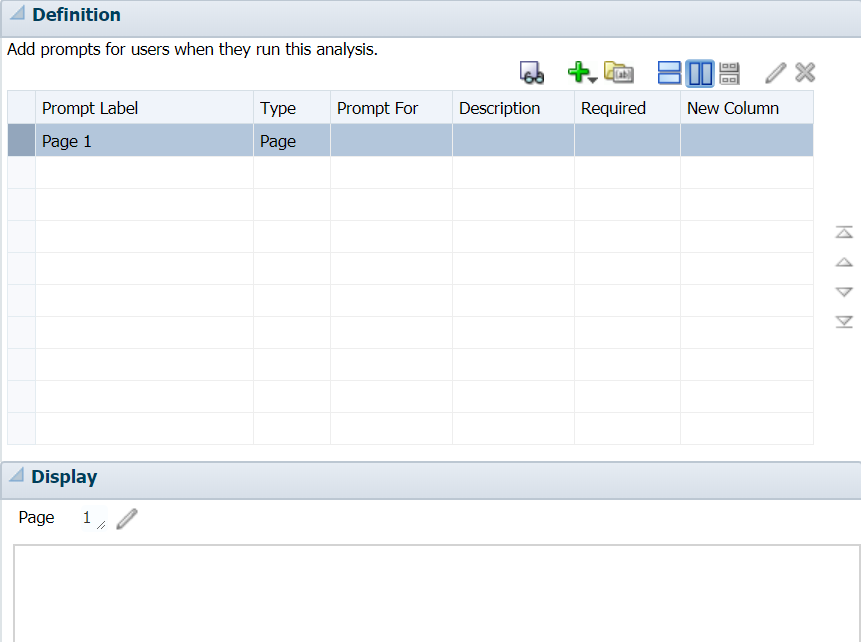 Definition
Add prompts for users when they run this analysis.
Prompt Label Type Prompt For Description Required New Column
Page 1 Page
Display
Page 1